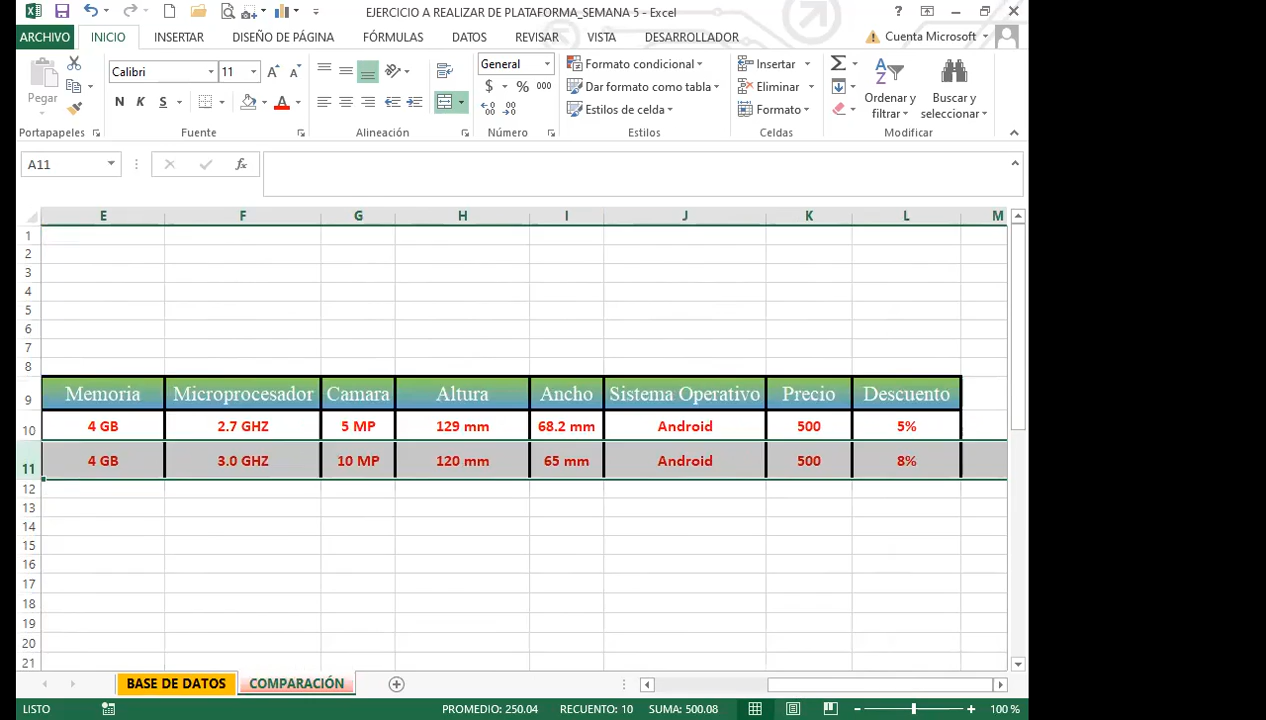 EJERCICIO A REALIZAR DE PLATAFORMA_SEMANA 5 - Excel
ARCHIVO INICIO INSERTAR DISEÑO DE PÁGINA FÓRMULAS DATOS REVISAR VISTA DESARROLLADOR Cuenta Microsoft
Pegar
Calibri 11
N K S A
General
$ % 000
Formato condicional
Dar formato como tabla
Estilos de celda
Insertar
Eliminar
Formato
Ordenar y filtrar
Buscar y seleccionar
Portapapeles Fuente Alineación Número Estilos Celdas Modificar
A11 fx
E F G H I J K L M
1
2
3
4
5
6
7
8
9 Memoria Microprocesador Camara Altura Ancho Sistema Operativo Precio Descuento
10 4 GB 2.7 GHZ 5 MP 129 mm 68.2 mm Android 500 5%
11 4 GB 3.0 GHZ 10 MP 120 mm 65 mm Android 500 8%
12
13
14
15
16
17
18
19
20
21
BASE DE DATOS COMPARACIÓN
LISTO PROMEDIO: 250.04 RECUENTO: 10 SUMA: 500.08 100 %